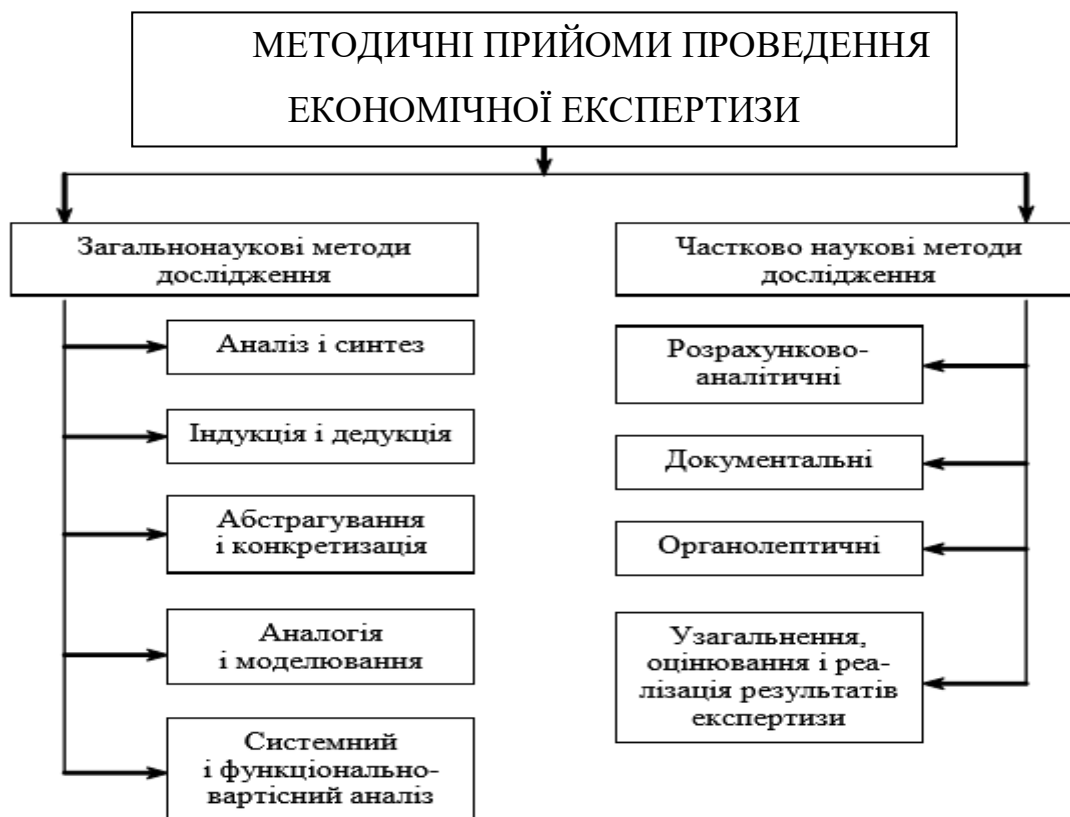 МЕТОДИЧНІ ПРИЙОМИ ПРОВЕДЕННЯ
ЕКОНОМІЧНОЇ ЕКСПЕРТИЗИ
Загальнонаукові методи
дослідження
Аналіз і синтез
Індукція і дедукція
Абстрагування
і конкретизація
Аналогія
і моделювання
Системний
і функціонально-
вартісний аналіз
Частково наукові методи
дослідження
Розрахунково-
аналітичні
Документальні
Органолептичні
Узагальнення,
оцінювання і реа-
лізація результатів
експертизи